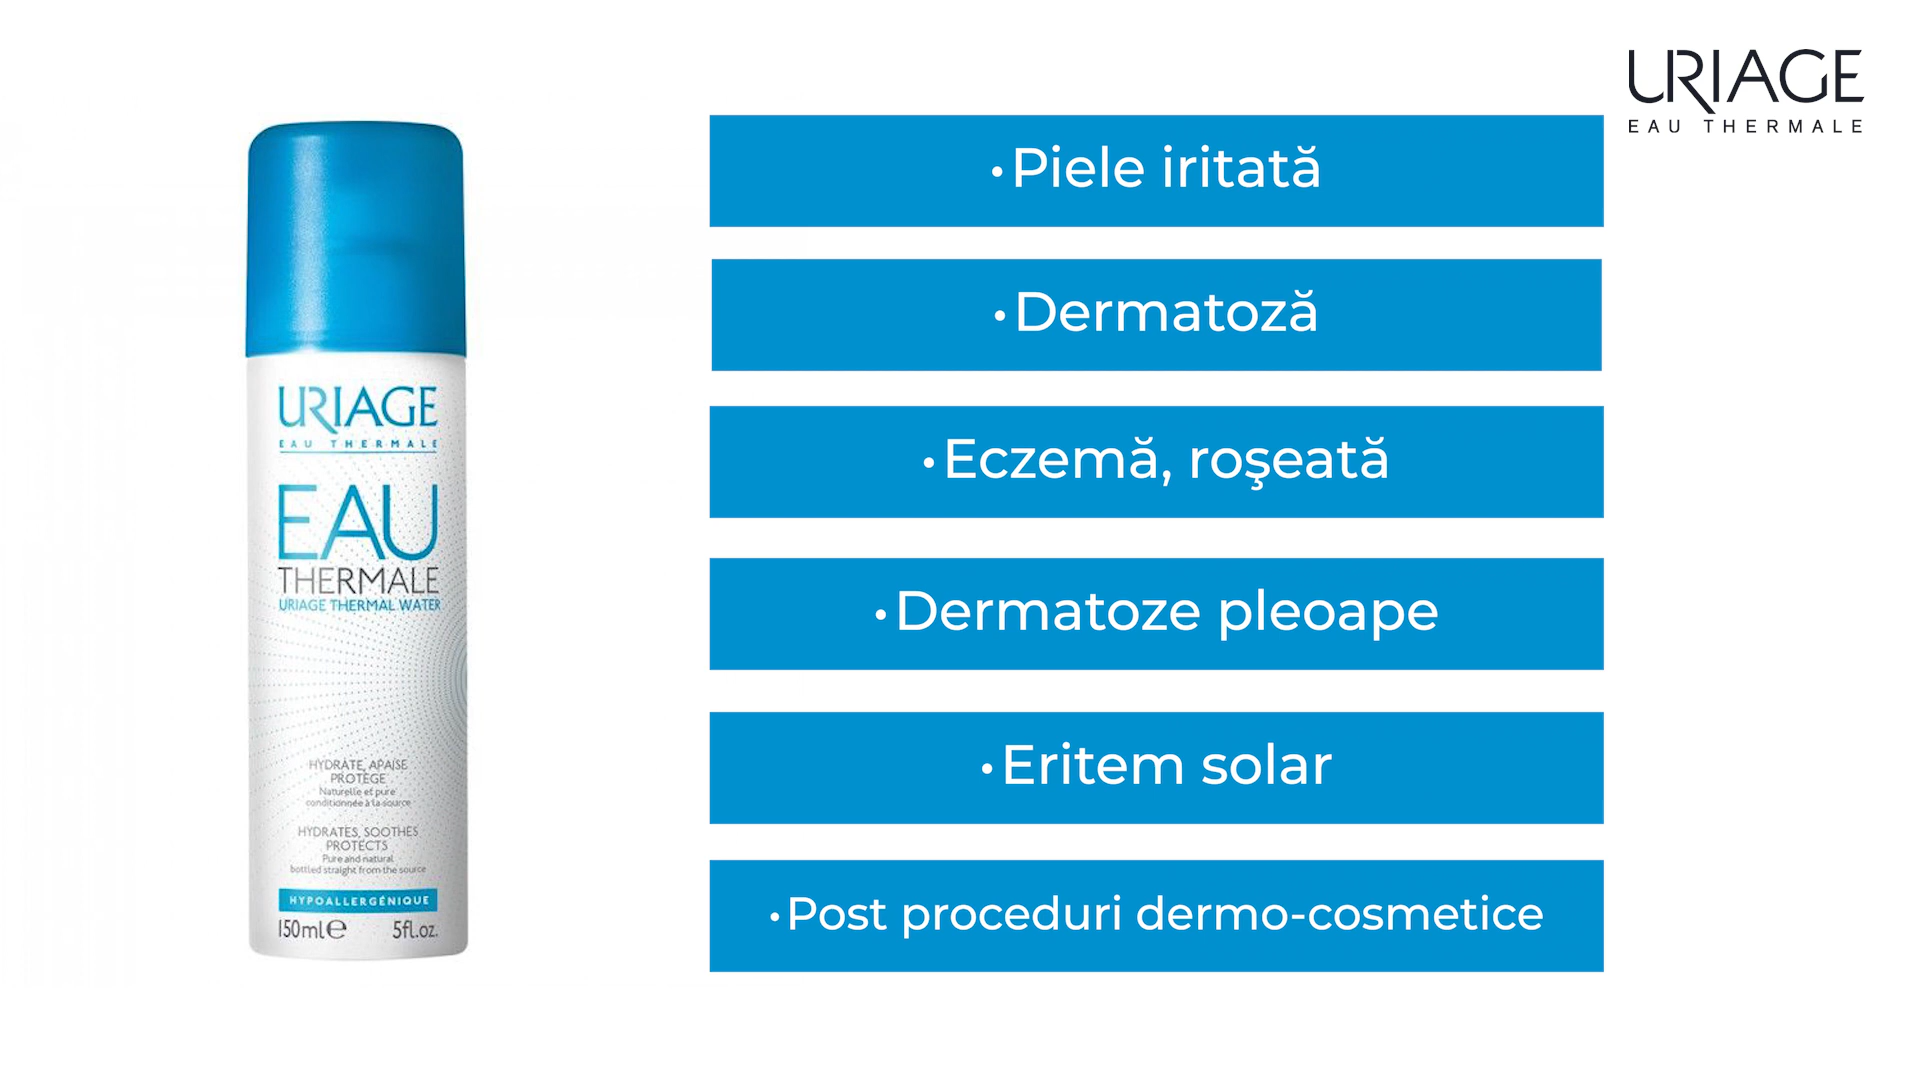 URIAGE
EAU THERMALE
•Piele iritată
•Dermatoză
•Eczemă, roşeată
•Dermatoze pleoape
•Eritem solar
•Post proceduri dermo-cosmetice
URIAGE
EAU THERMALE
EAU
THERMALE
URIAGE THERMAL WATER
HYDRATE, APAISE
PROTÈGE
Naturelle et pure
conditionnée à la source
HYDRATES, SOOTHES
PROTECTS
Pure and natural
bottled straight from the source
HYPOALLERGÉNIQUE
150ml e 5fl.oz.